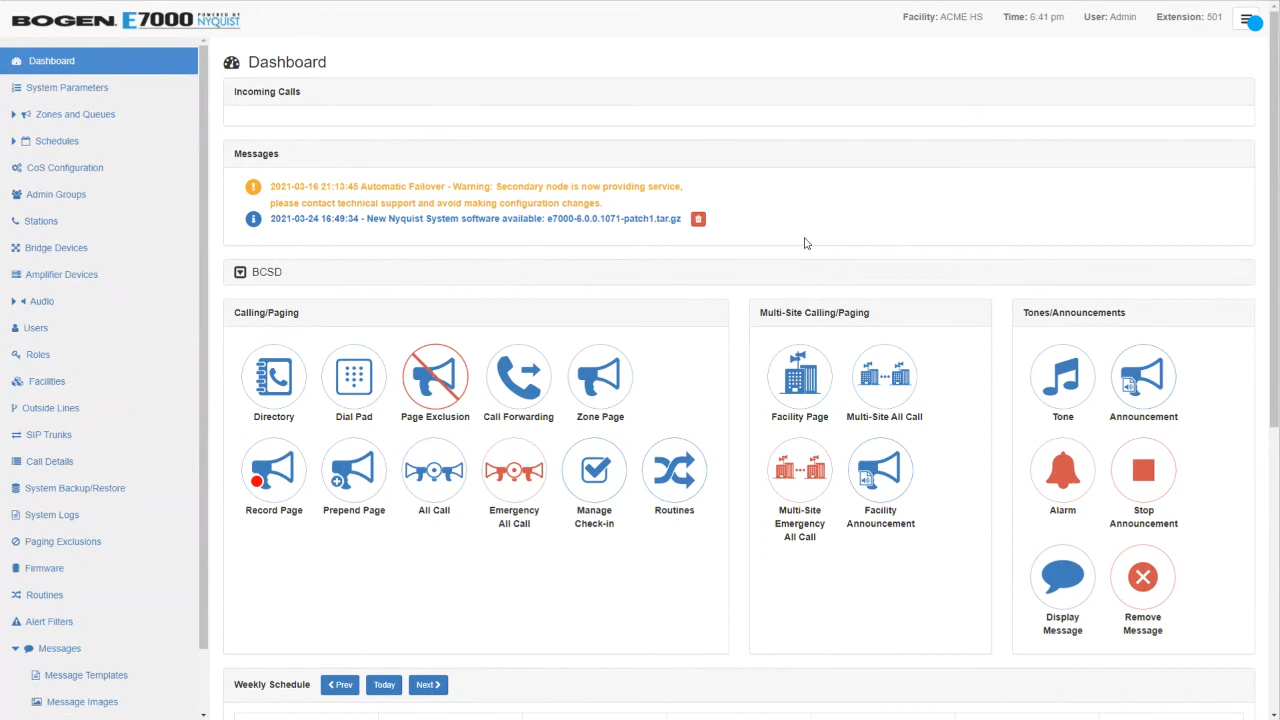 BOGEN. E7000 POWERED BY NYQUIST
Facility: ACME HS Time: 6:41 pm User: Admin Extension: 501
Dashboard
System Parameters
Zones and Queues
Schedules
CoS Configuration
Admin Groups
Stations
Bridge Devices
Amplifier Devices
Audio
Users
Roles
Facilities
Outside Lines
SIP Trunks
Call Details
System Backup/Restore
System Logs
Paging Exclusions
Firmware
Routines
Alert Filters
Messages
Message Templates
Message Images
Dashboard
Incoming Calls
Messages
2021-03-16 21:13:45 Automatic Failover - Warning: Secondary node is now providing service,
please contact technical support and avoid making configuration changes.
2021-03-24 16:49:34 - New Nyquist System software available: e7000-6.0.0.1071-patch1.tar.gz
BCSD
Calling/Paging
Directory
Dial Pad
Page Exclusion
Call Forwarding
Zone Page
Record Page
Prepend Page
All Call
Emergency
All Call
Manage
Check-in
Routines
Multi-Site Calling/Paging
Facility Page
Multi-Site All Call
Multi-Site
Emergency
All Call
Facility
Announcement
Tones/Announcements
Tone
Announcement
Alarm
Stop
Announcement
Display
Message
Remove
Message
Weekly Schedule Prev Today Next